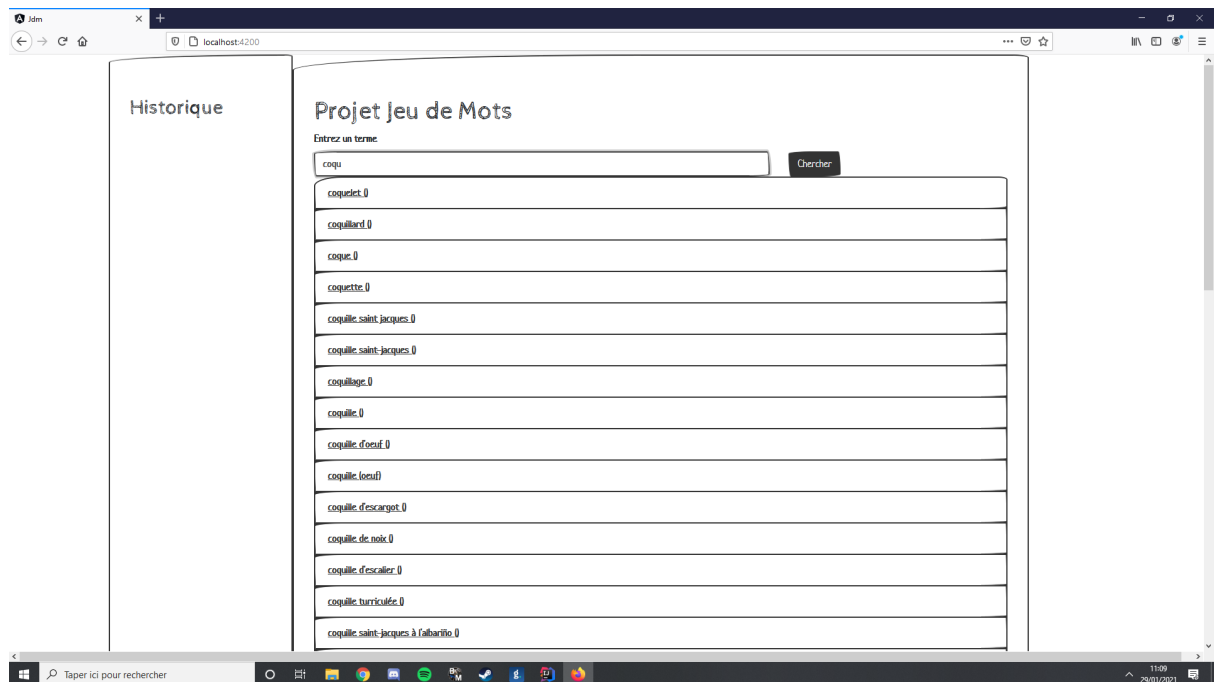 Jdm
localhost:4200
Historique
Projet Jeu de Mots
Entrez un terme
coqu
Chercher
coquelet ()
coquillard ()
coque ()
coquette ()
coquille saint jacques ()
coquille saint-jacques ()
coquillage ()
coquille ()
coquille d'oeuf ()
coquille (oeuf)
coquille d'escargot ()
coquille de noix ()
coquille d'escalier ()
coquille turriculée ()
coquille saint-jacques à l'albariño ()
Taper ici pour rechercher
11:09
29/01/2021